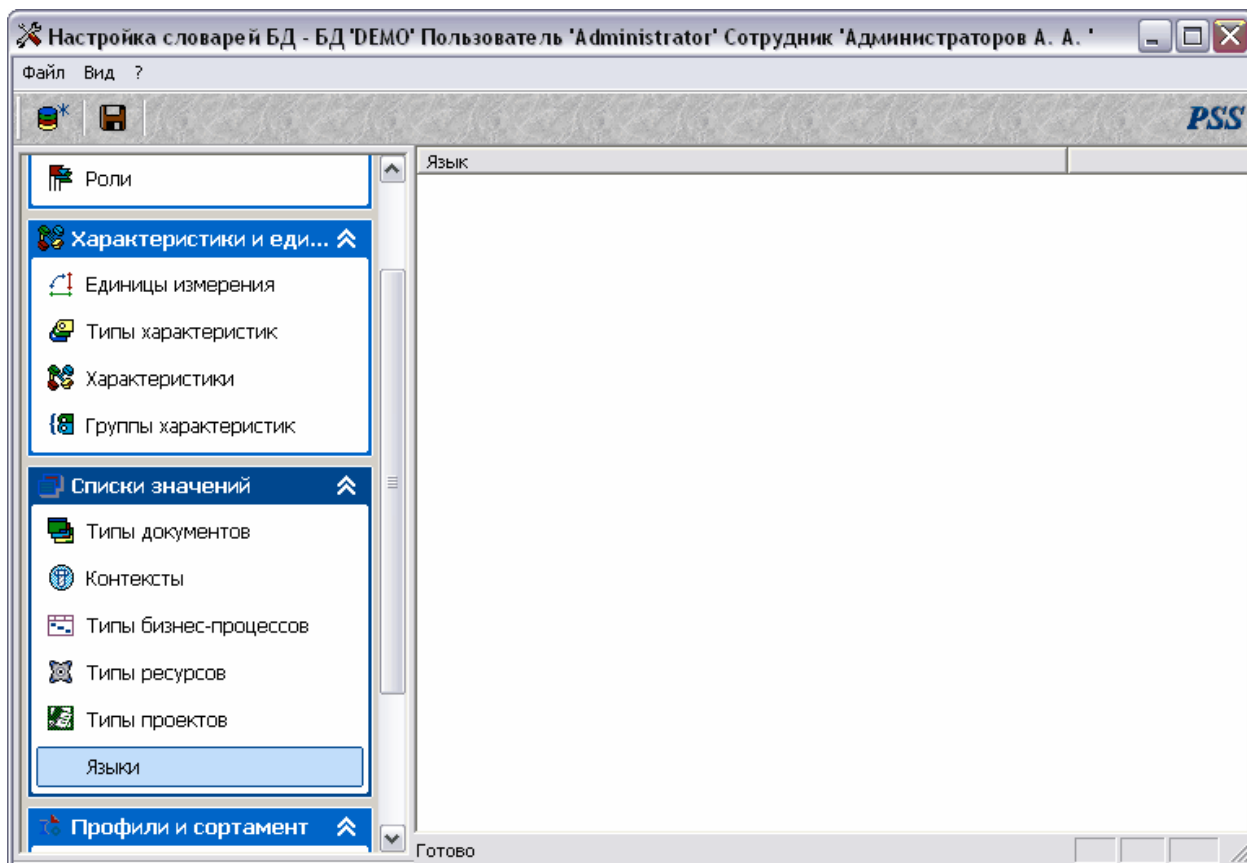 Настройка словарей БД - БД 'DEMO' Пользователь 'Administrator' Сотрудник 'Администраторов А. А. '
Файл Вид ?
PSS
Роли
Характеристики и еди...
Единицы измерения
Типы характеристик
Характеристики
Группы характеристик
Списки значений
Типы документов
Контексты
Типы бизнес-процессов
Типы ресурсов
Типы проектов
Языки
Профили и сортамент
Язык
Готово